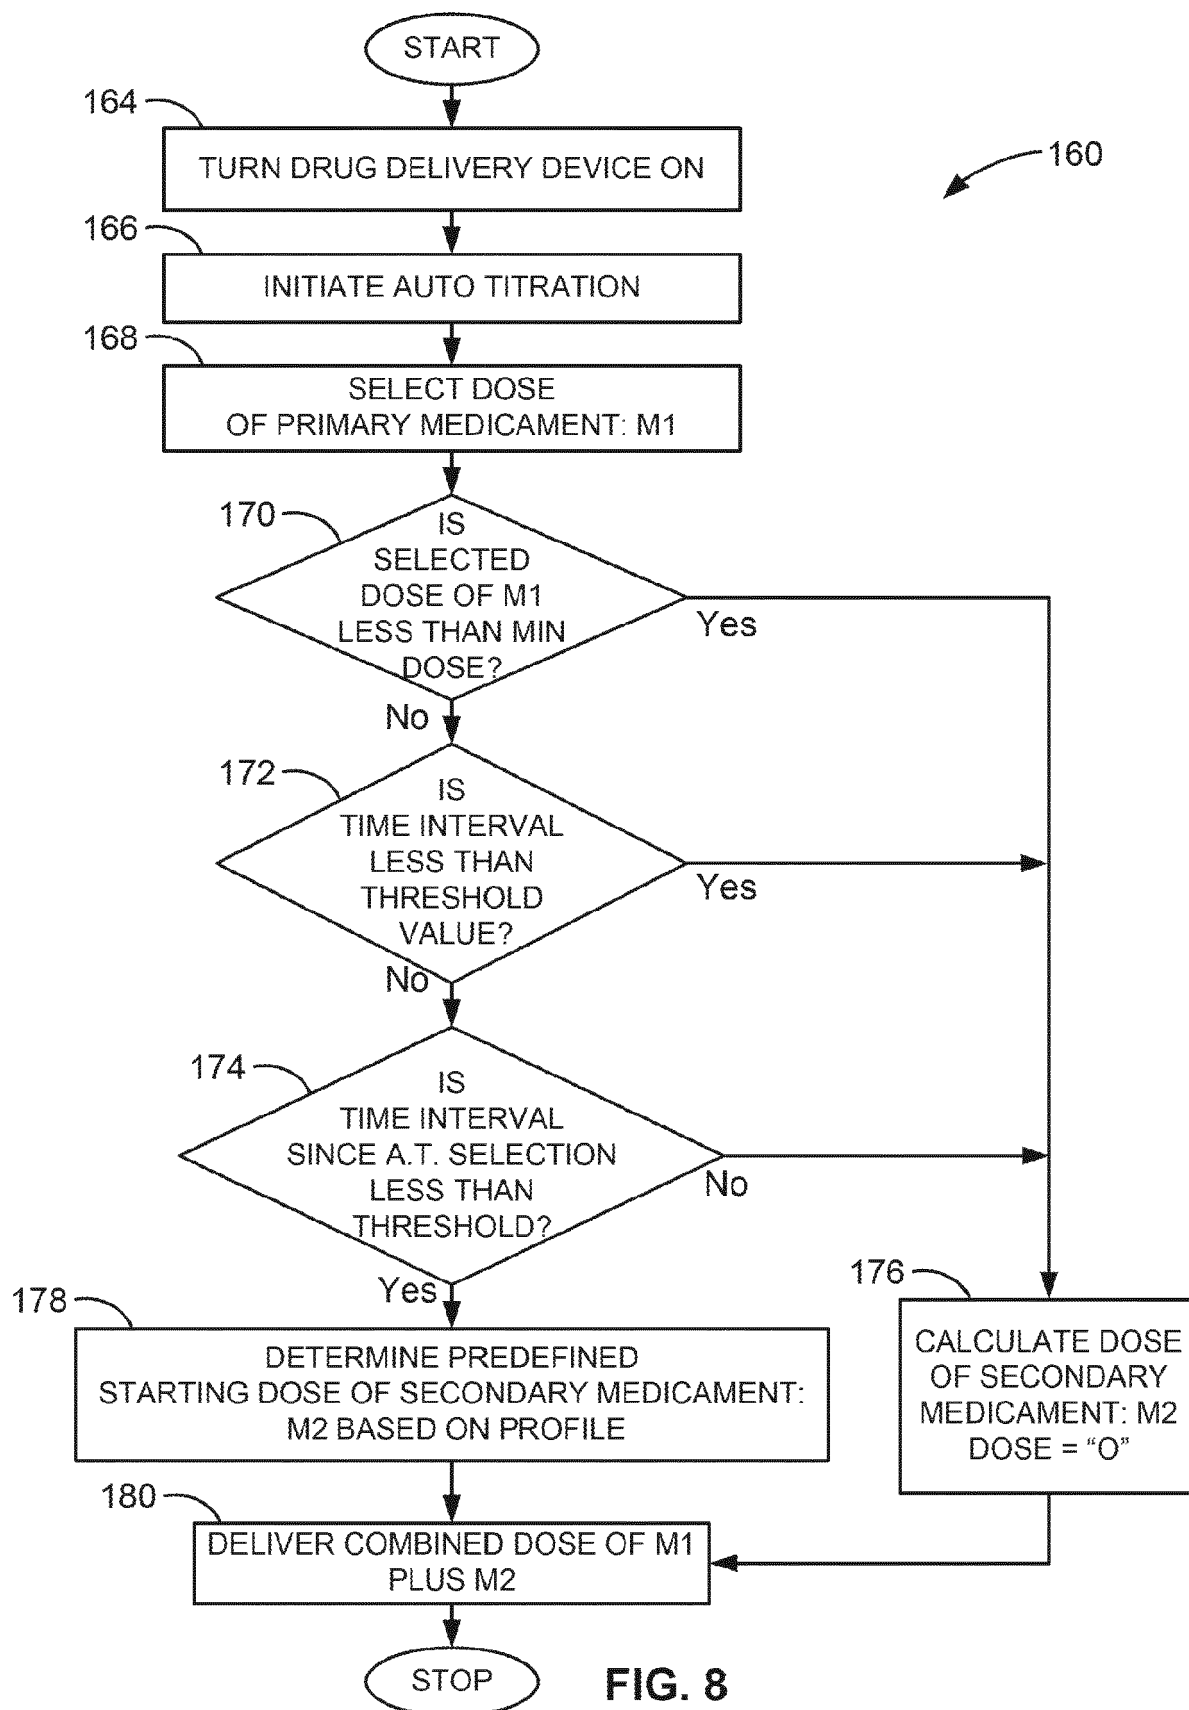 START
164
TURN DRUG DELIVERY DEVICE ON
160
166
INITIATE AUTO TITRATION
168
SELECT DOSE
OF PRIMARY MEDICAMENT: M1
170
IS
SELECTED
DOSE OF M1
LESS THAN MIN
DOSE?
Yes
No
172
IS
TIME INTERVAL
LESS THAN
THRESHOLD
VALUE?
Yes
No
174
IS
TIME INTERVAL
SINCE A.T. SELECTION
LESS THAN
THRESHOLD?
No
Yes
176
CALCULATE DOSE
OF SECONDARY
MEDICAMENT: M2
DOSE = “O”
178
DETERMINE PREDEFINED
STARTING DOSE OF SECONDARY MEDICAMENT:
M2 BASED ON PROFILE
180
DELIVER COMBINED DOSE OF M1
PLUS M2
STOP
FIG. 8